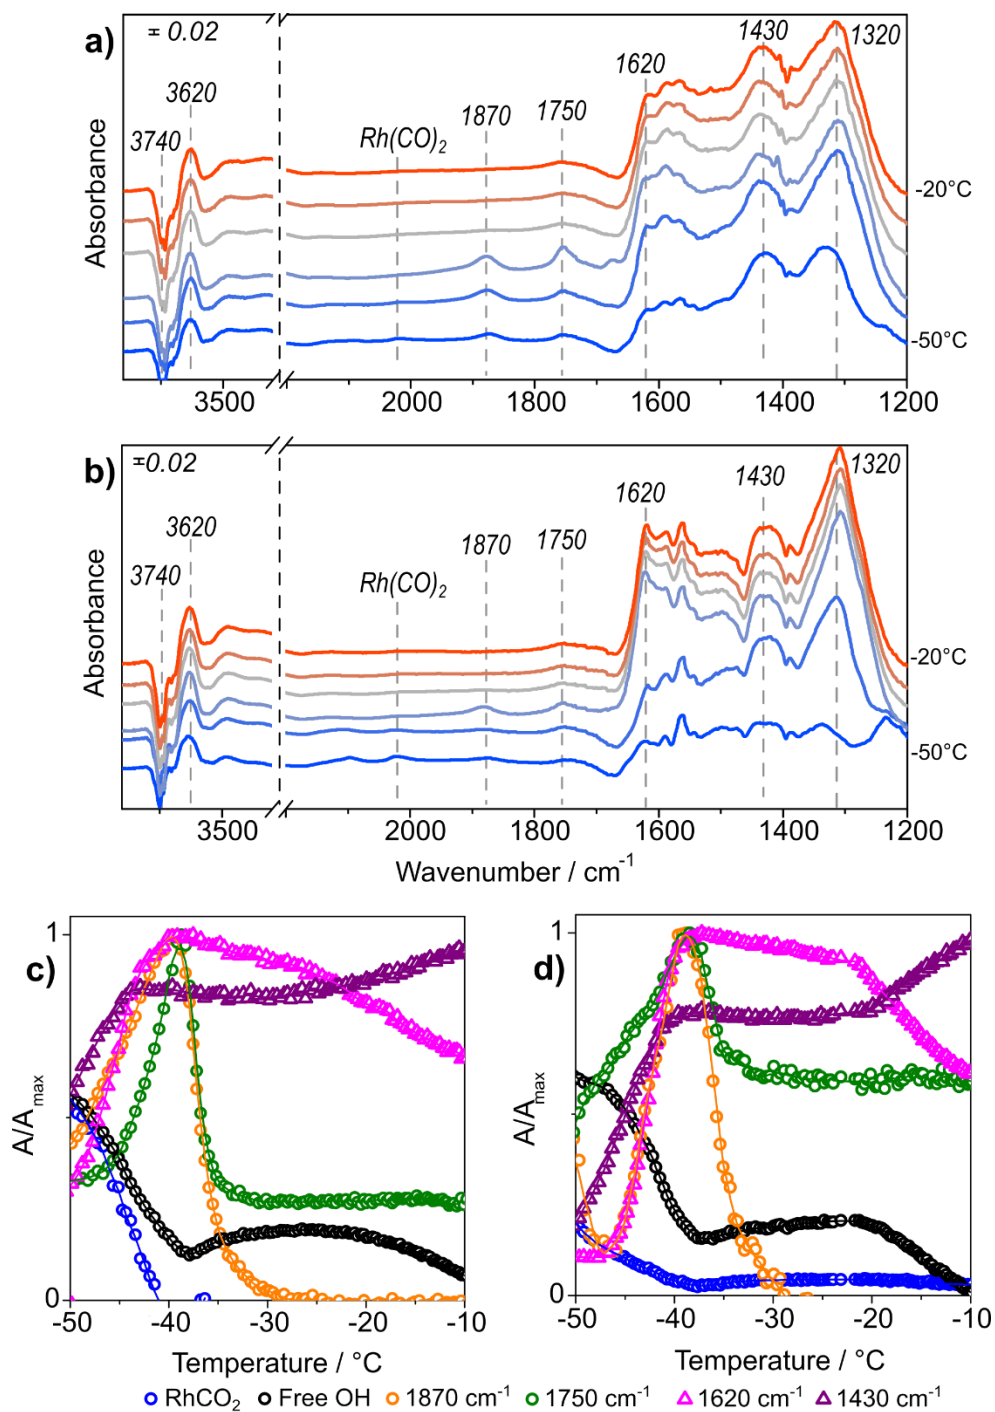 a)
⌶ 0.02
3740
3620
Rh(CO)2
1870
1750
1620
1430
1320
-20°C
-50°C
Absorbance
3500
2000
1800
1600
1400
1200
b)
⌶0.02
3740
3620
Rh(CO)2
1870
1750
1620
1430
1320
-20°C
-50°C
Absorbance
3500
2000
1800
1600
1400
1200
Wavenumber / cm-1
c)
1
0
A/Amax
-50
-40
-30
-20
-10
Temperature / °C
d)
1
0
A/Amax
-50
-40
-30
-20
-10
Temperature / °C
RhCO2 Free OH 1870 cm-1 1750 cm-1 1620 cm-1 1430 cm-1